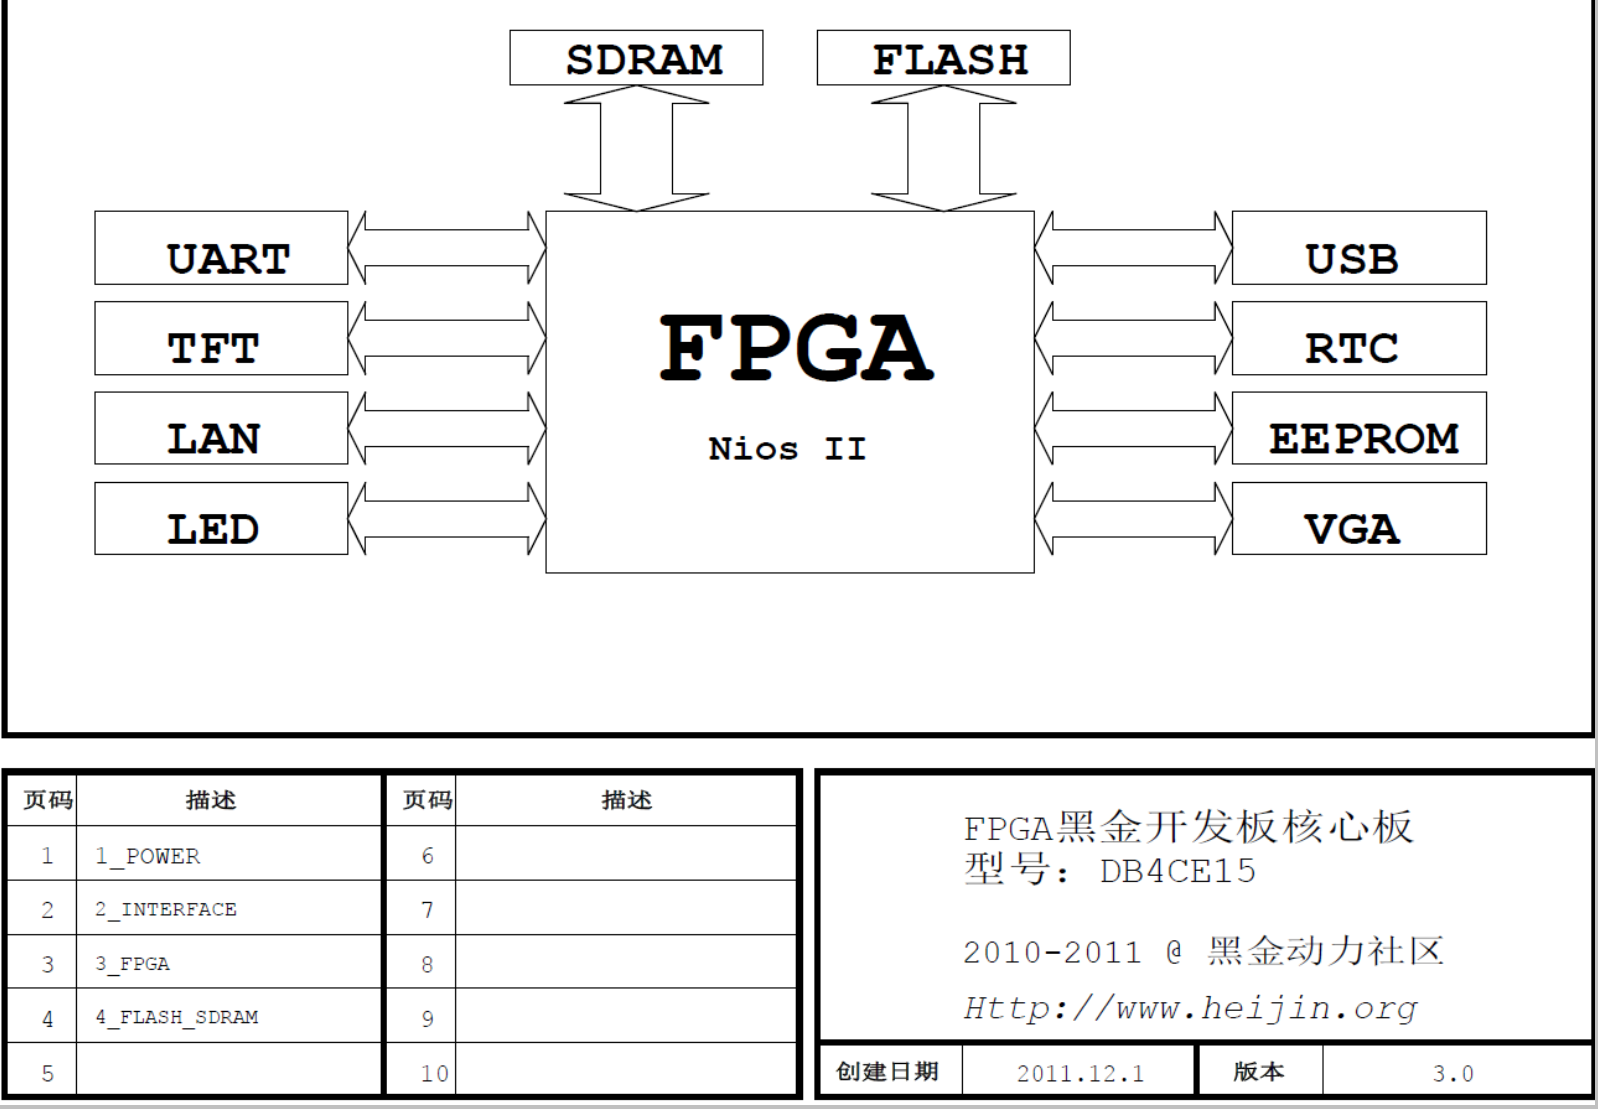 SDRAM
FLASH
UART
USB
TFT
FPGA
RTC
LAN
Nios II
EEPROM
LED
VGA
页码 描述 页码 描述
1 1_POWER 6
2 2_INTERFACE 7
3 3_FPGA 8
4 4_FLASH_SDRAM 9
5 10
FPGA黑金开发板核心板
型号：DB4CE15
2010-2011 @ 黑金动力社区
Http://www.heijin.org
创建日期 2011.12.1 版本 3.0